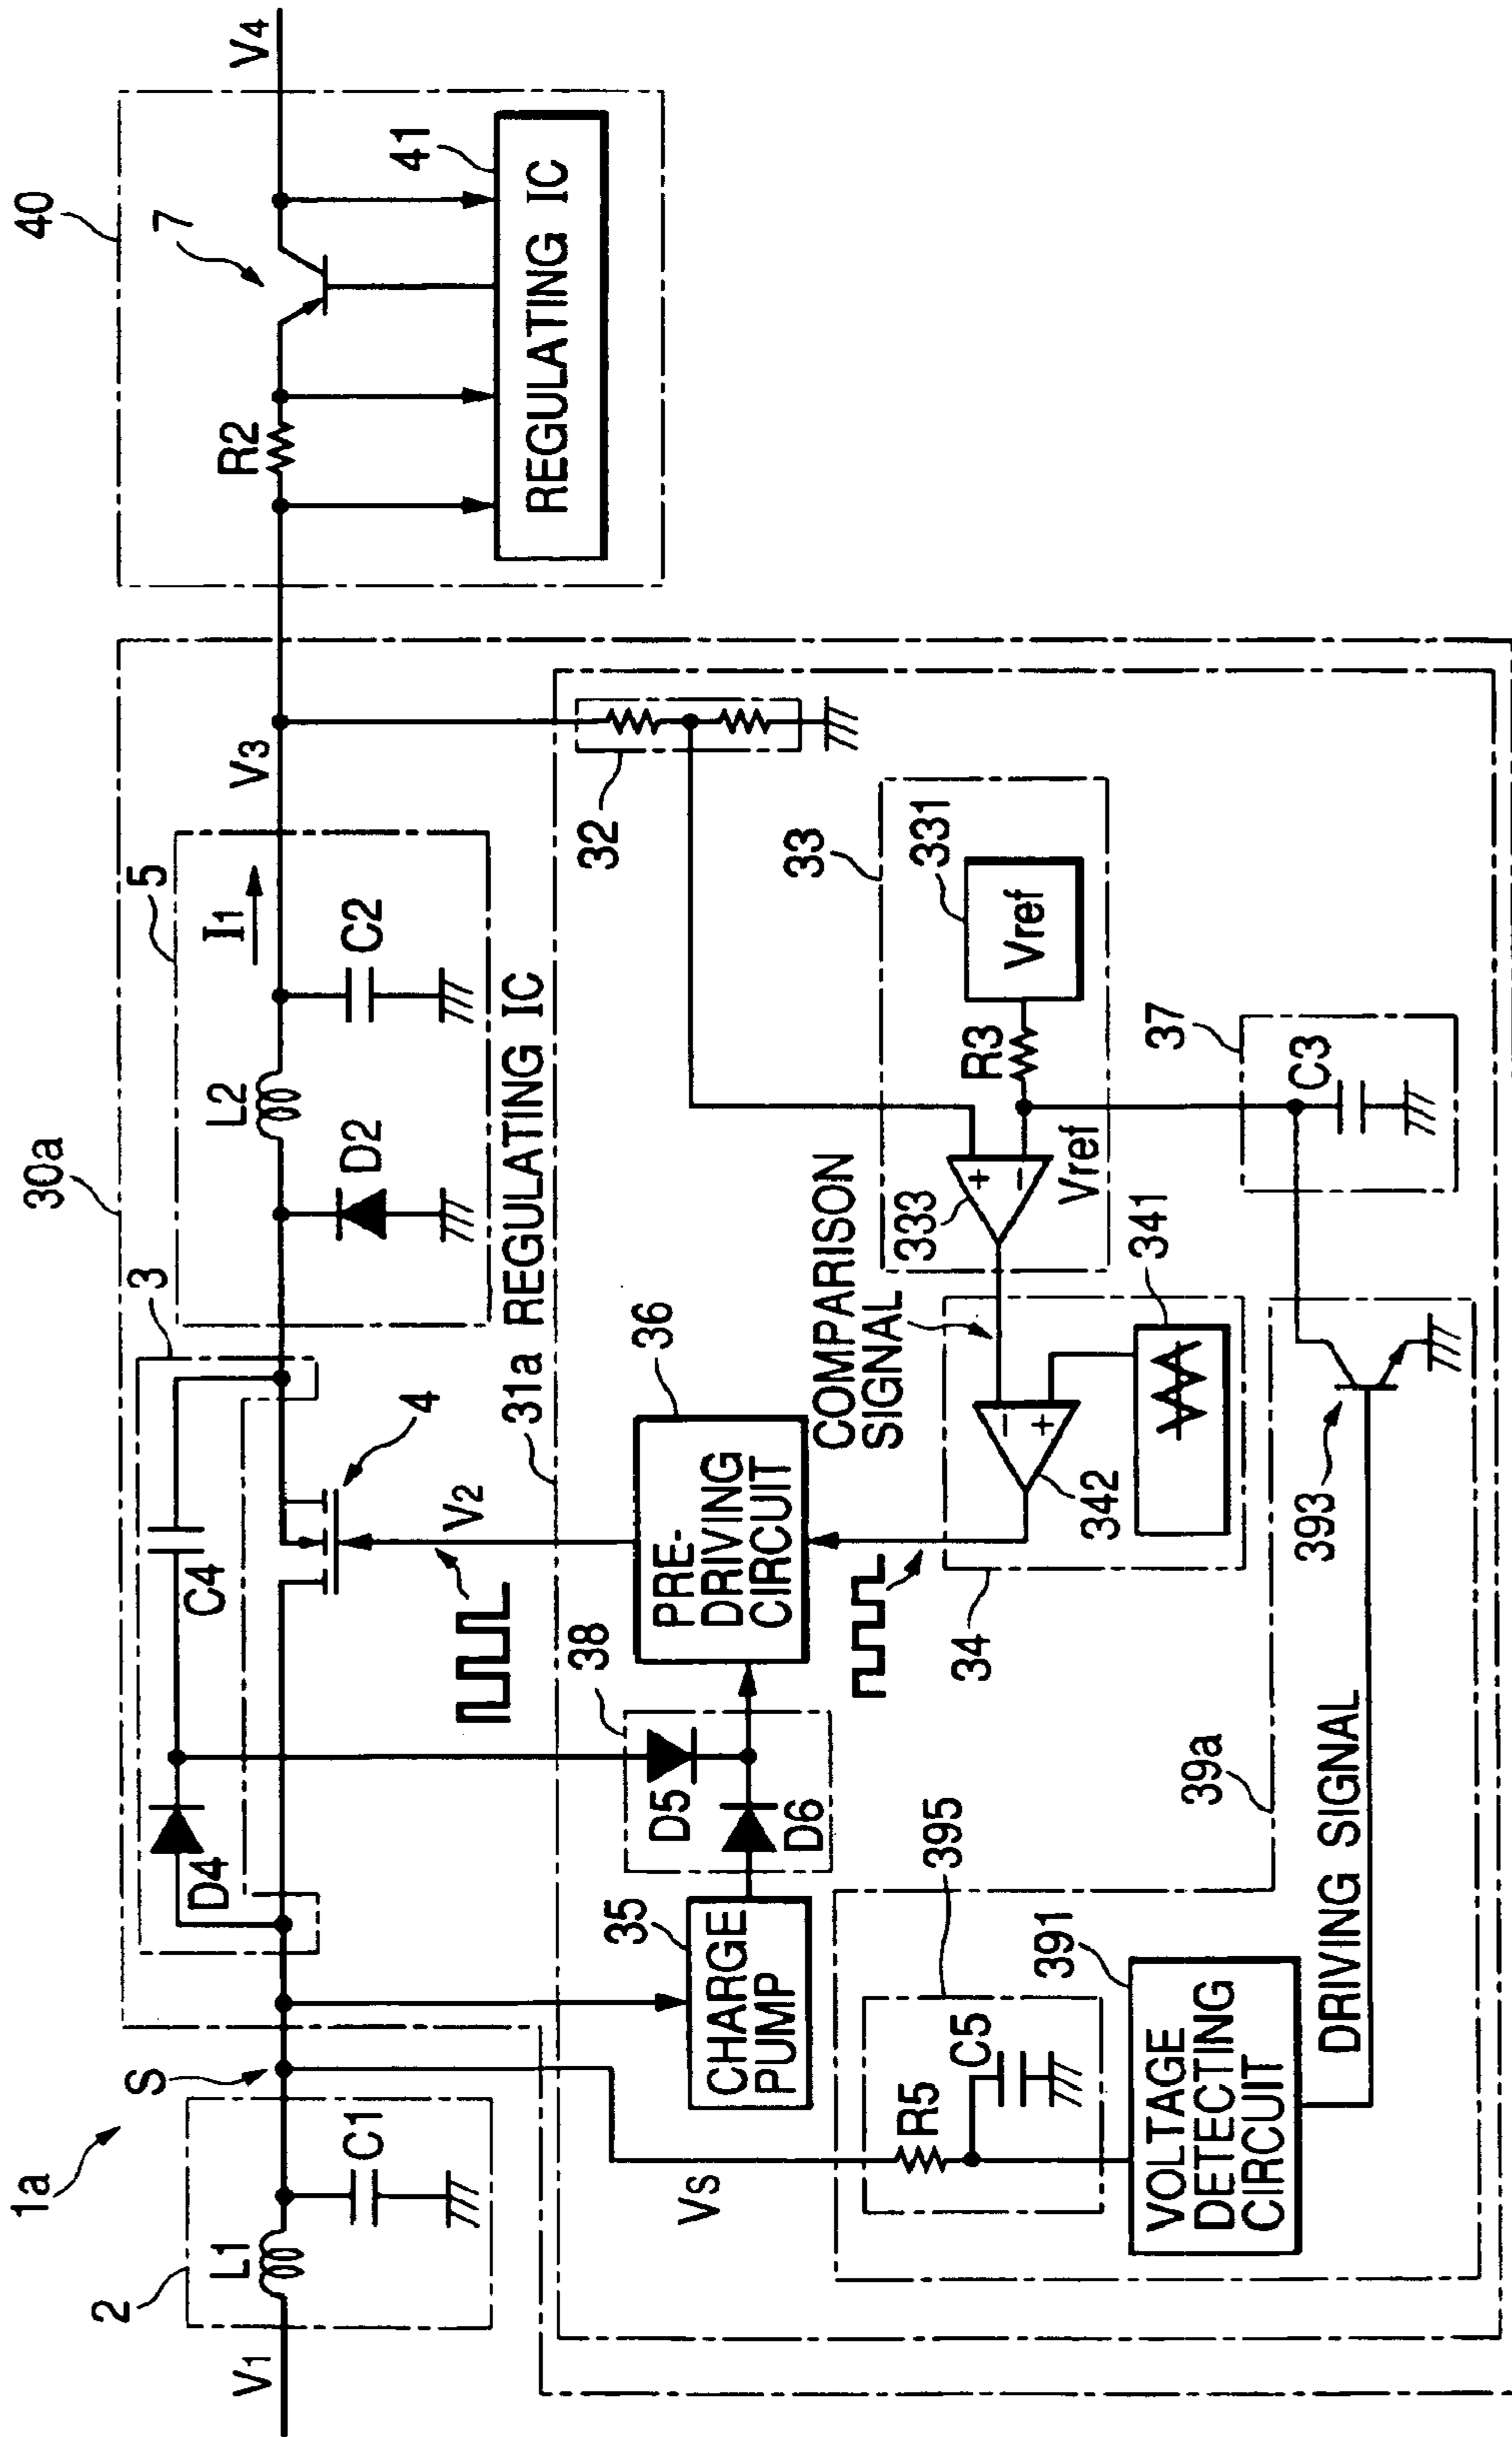 1a
2
V1
L1
C1
S
30a
3
D4
C4
4
V2
5
L2
D2
C2
I1
V3
40
R2
7
41
REGULATING IC
V4
31a REGULATING IC
32
38
D5
D6
35
CHARGE
PUMP
36
PRE-
DRIVING
CIRCUIT
COMPARISON
SIGNAL
34
342
341
33
333
331
Vref
R3
Vref
37
C3
39a
395
VS
R5
C5
391
VOLTAGE
DETECTING
CIRCUIT
DRIVING SIGNAL
393